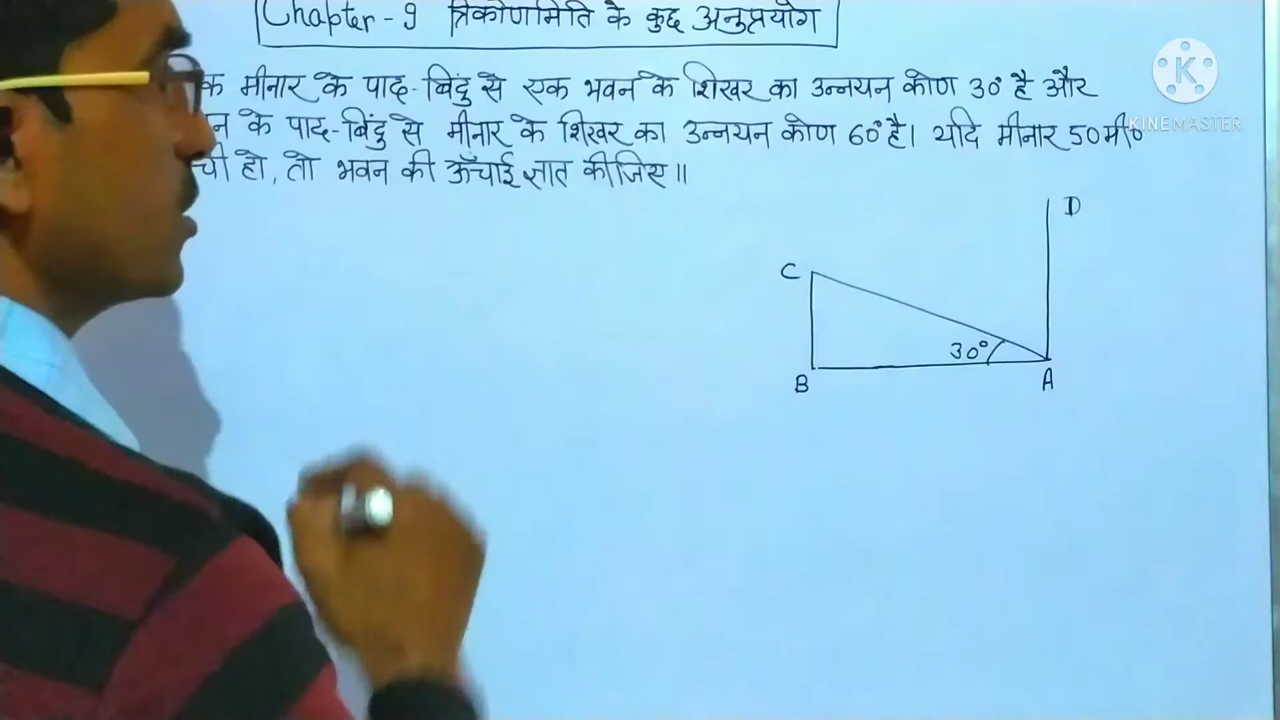 Chapter - 9 त्रिकोणमिति के कुछ अनुप्रयोग
क मीनार के पाद-बिंदु से एक भवन के शिखर का उन्नयन कोण 30° है और
न के पाद-बिंदु से मीनार के शिखर का उन्नयन कोण 60° है। यदि मीनार 50मी०
ची हो, तो भवन की ऊँचाई ज्ञात कीजिए॥
K
KINEMASTER
D
C
30°
B
A